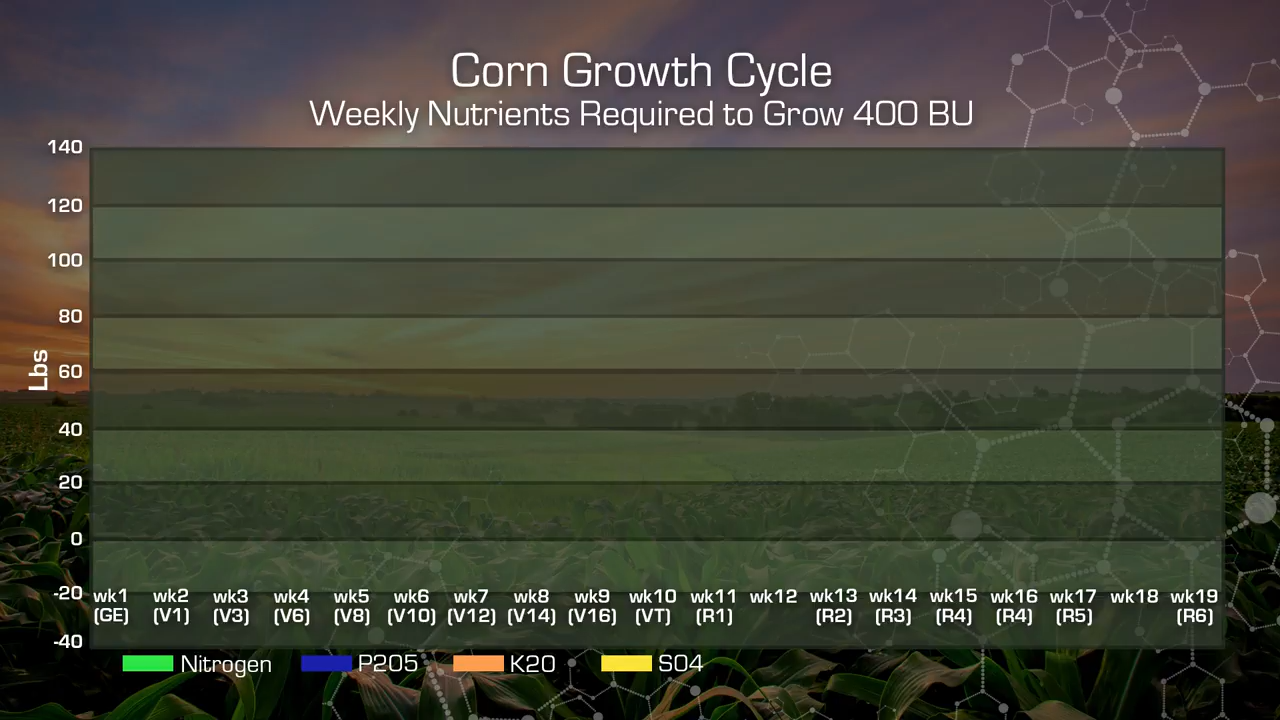 Corn Growth Cycle
Weekly Nutrients Required to Grow 400 BU
Lbs
140
120
100
80
60
40
20
0
-20
-40
wk1 wk2 wk3 wk4 wk5 wk6 wk7 wk8 wk9 wk10 wk11 wk12 wk13 wk14 wk15 wk16 wk17 wk18 wk19
(GE) (V1) (V3) (V6) (V8) (V10) (V12) (V14) (V16) (VT) (R1) (R2) (R3) (R4) (R4) (R5) (R6)
Nitrogen P2O5 K2O SO4